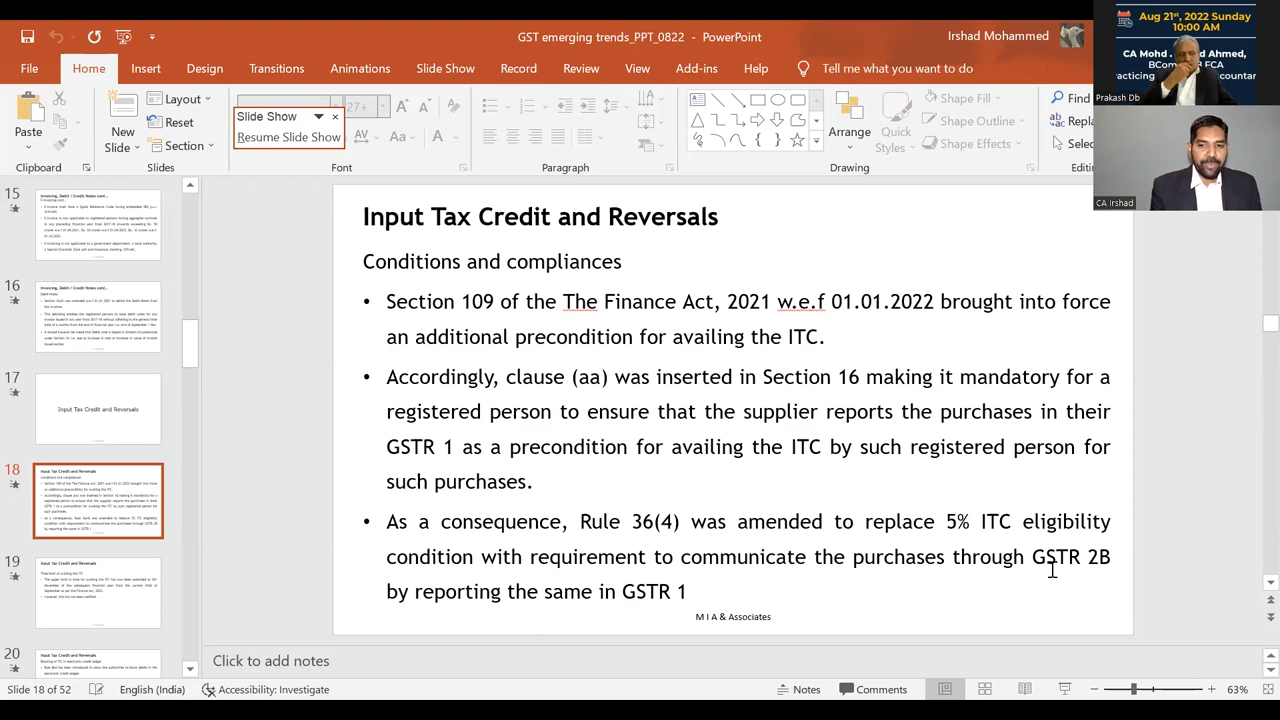 GST emerging trends_PPT_0822 - PowerPoint
Irshad Mohammed
Aug 21st, 2022 Sunday
10:00 AM
CA Mohd
Ahmed,
BCom
FCA
Prakash Db
CA Irshad
File Home Insert Design Transitions Animations Slide Show Record Review View Add-ins Help Tell me what you want to do
Paste
Clipboard
New
Slide
Layout
Reset
Section
Slides
27+
Slide Show
Resume Slide Show
Aa
A
Font
Paragraph
Arrange
Quick
Styles
Shape Fill
Shape Outline
Shape Effects
Drawing
Find
15
16
17
Input Tax Credit and Reversals
18
19
20
Input Tax Credit and Reversals
Conditions and compliances
• Section 109 of the The Finance Act, 2021 w.e.f 01.01.2022 brought into force
an additional precondition for availing the ITC.
• Accordingly, clause (aa) was inserted in Section 16 making it mandatory for a
registered person to ensure that the supplier reports the purchases in their
GSTR 1 as a precondition for availing the ITC by such registered person for
such purchases.
• As a consequence, Rule 36(4) was amended to replace 5% ITC eligibility
condition with requirement to communicate the purchases through GSTR 2B
by reporting the same in GSTR 1
M I A & Associates
Click to add notes
Slide 18 of 52
English (India)
Accessibility: Investigate
Notes
Comments
63%